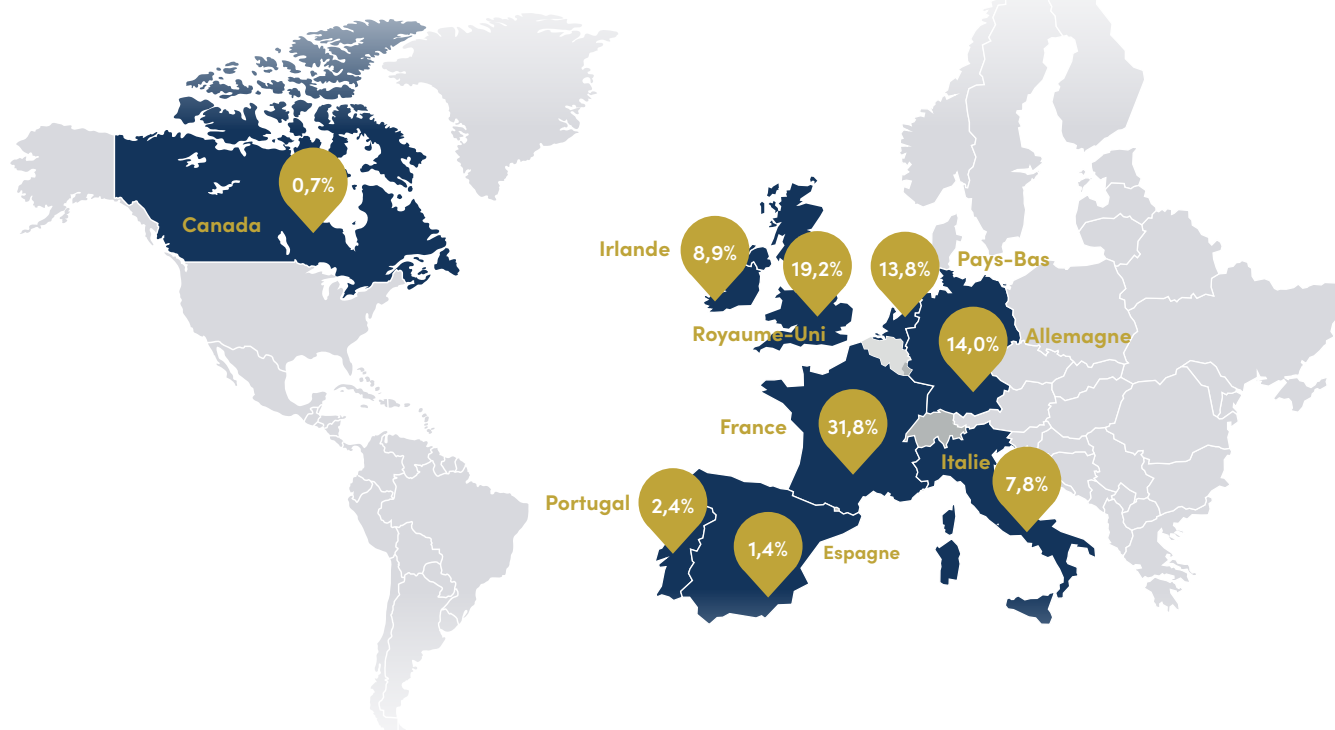 0,7%
Canada
Irlande
8,9%
19,2%
Royaume-Uni
13,8%
Pays-Bas
14,0%
Allemagne
France
31,8%
Italie
7,8%
Portugal
2,4%
1,4%
Espagne